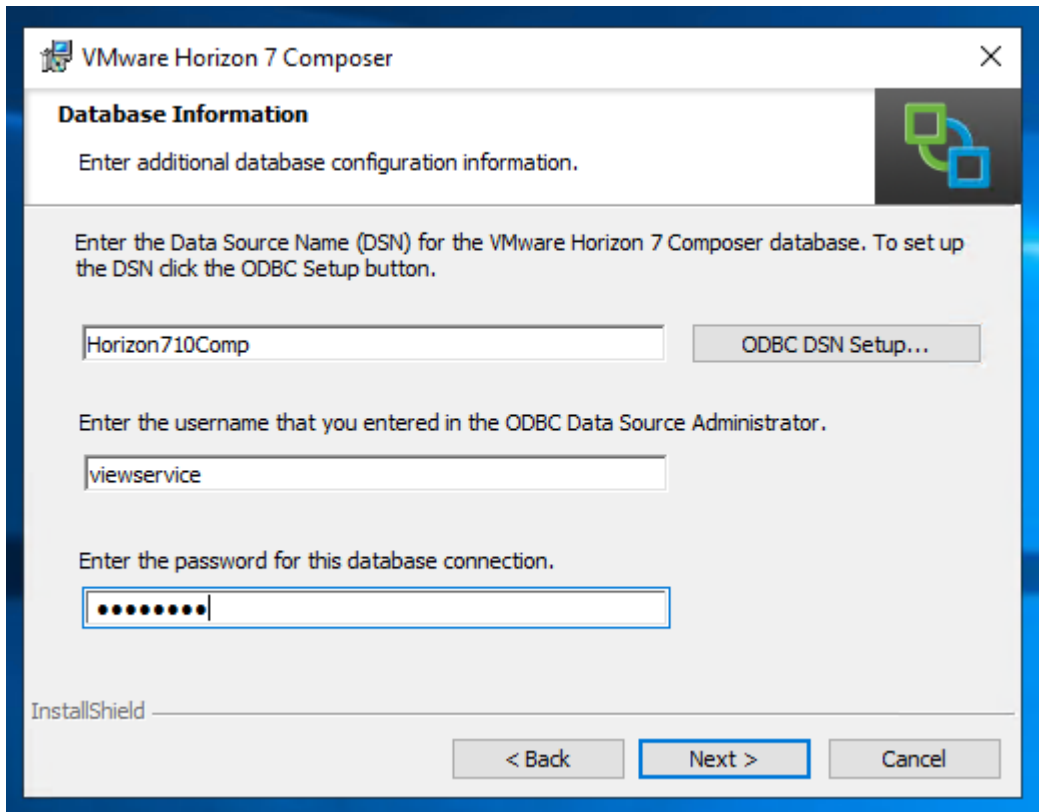 VMware Horizon 7 Composer
Database Information
Enter additional database configuration information.
Enter the Data Source Name (DSN) for the VMware Horizon 7 Composer database. To set up
the DSN click the ODBC Setup button.
Horizon710Comp
ODBC DSN Setup...
Enter the username that you entered in the ODBC Data Source Administrator.
viewservice
Enter the password for this database connection.
••••••••
InstallShield
< Back
Next >
Cancel